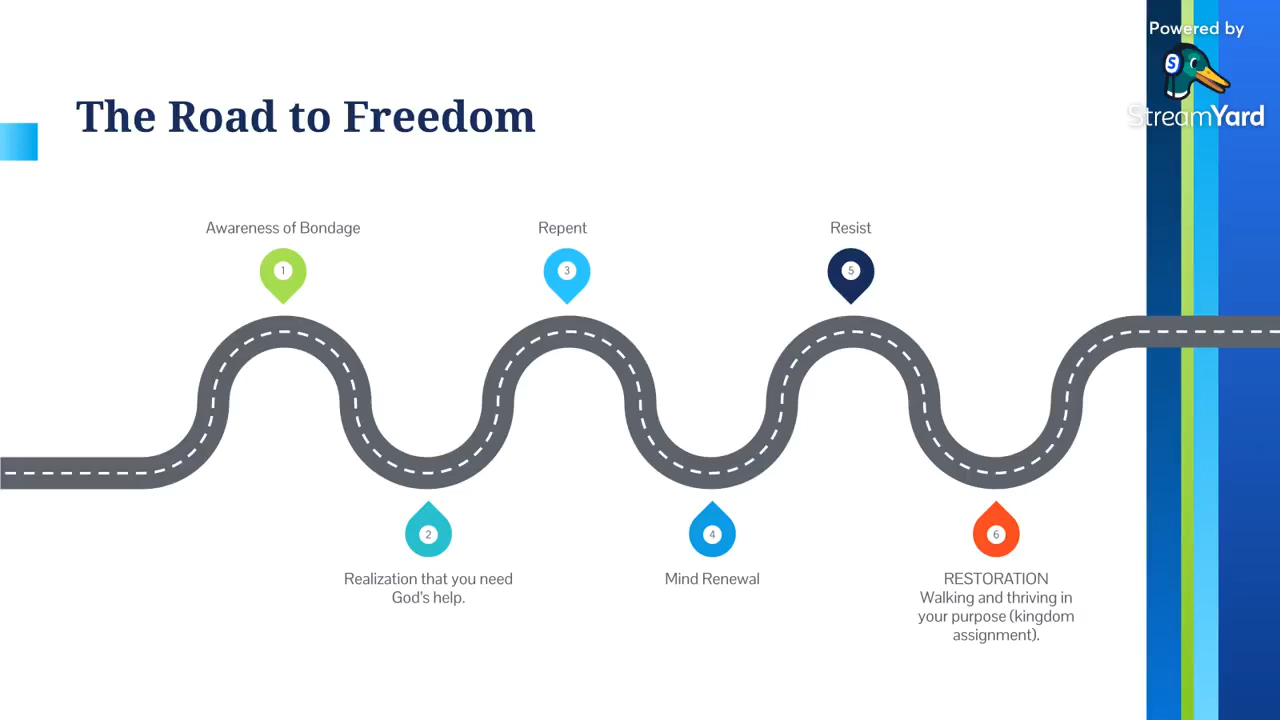 Powered by
S
StreamYard
The Road to Freedom
Awareness of Bondage
1
Repent
3
Resist
5
2
Realization that you need
God's help.
4
Mind Renewal
6
RESTORATION
Walking and thriving in
your purpose (kingdom
assignment).